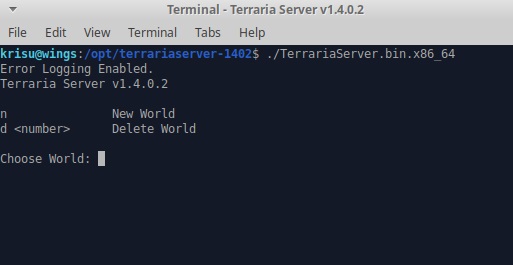 Terminal - Terraria Server v1.4.0.2
File Edit View Terminal Tabs Help
krisu@wings:/opt/terrariaserver-1402$ ./TerrariaServer.bin.x86_64
Error Logging Enabled.
Terraria Server v1.4.0.2
n New World
d <number> Delete World
Choose World: